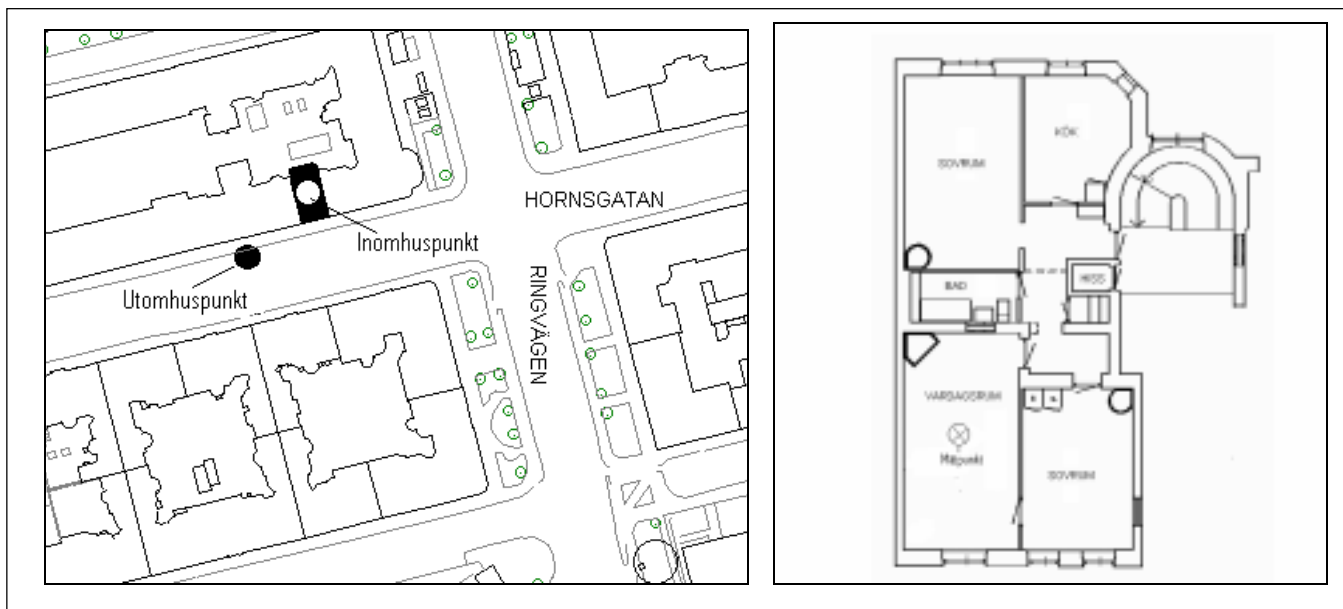 HORNSGATAN
Inomhuspunkt
Utomhuspunkt
RINGVÄGEN
SOVRUM
KÖK
BAD
HISS
VARDAGSRUM
Mätpunkt
SOVRUM